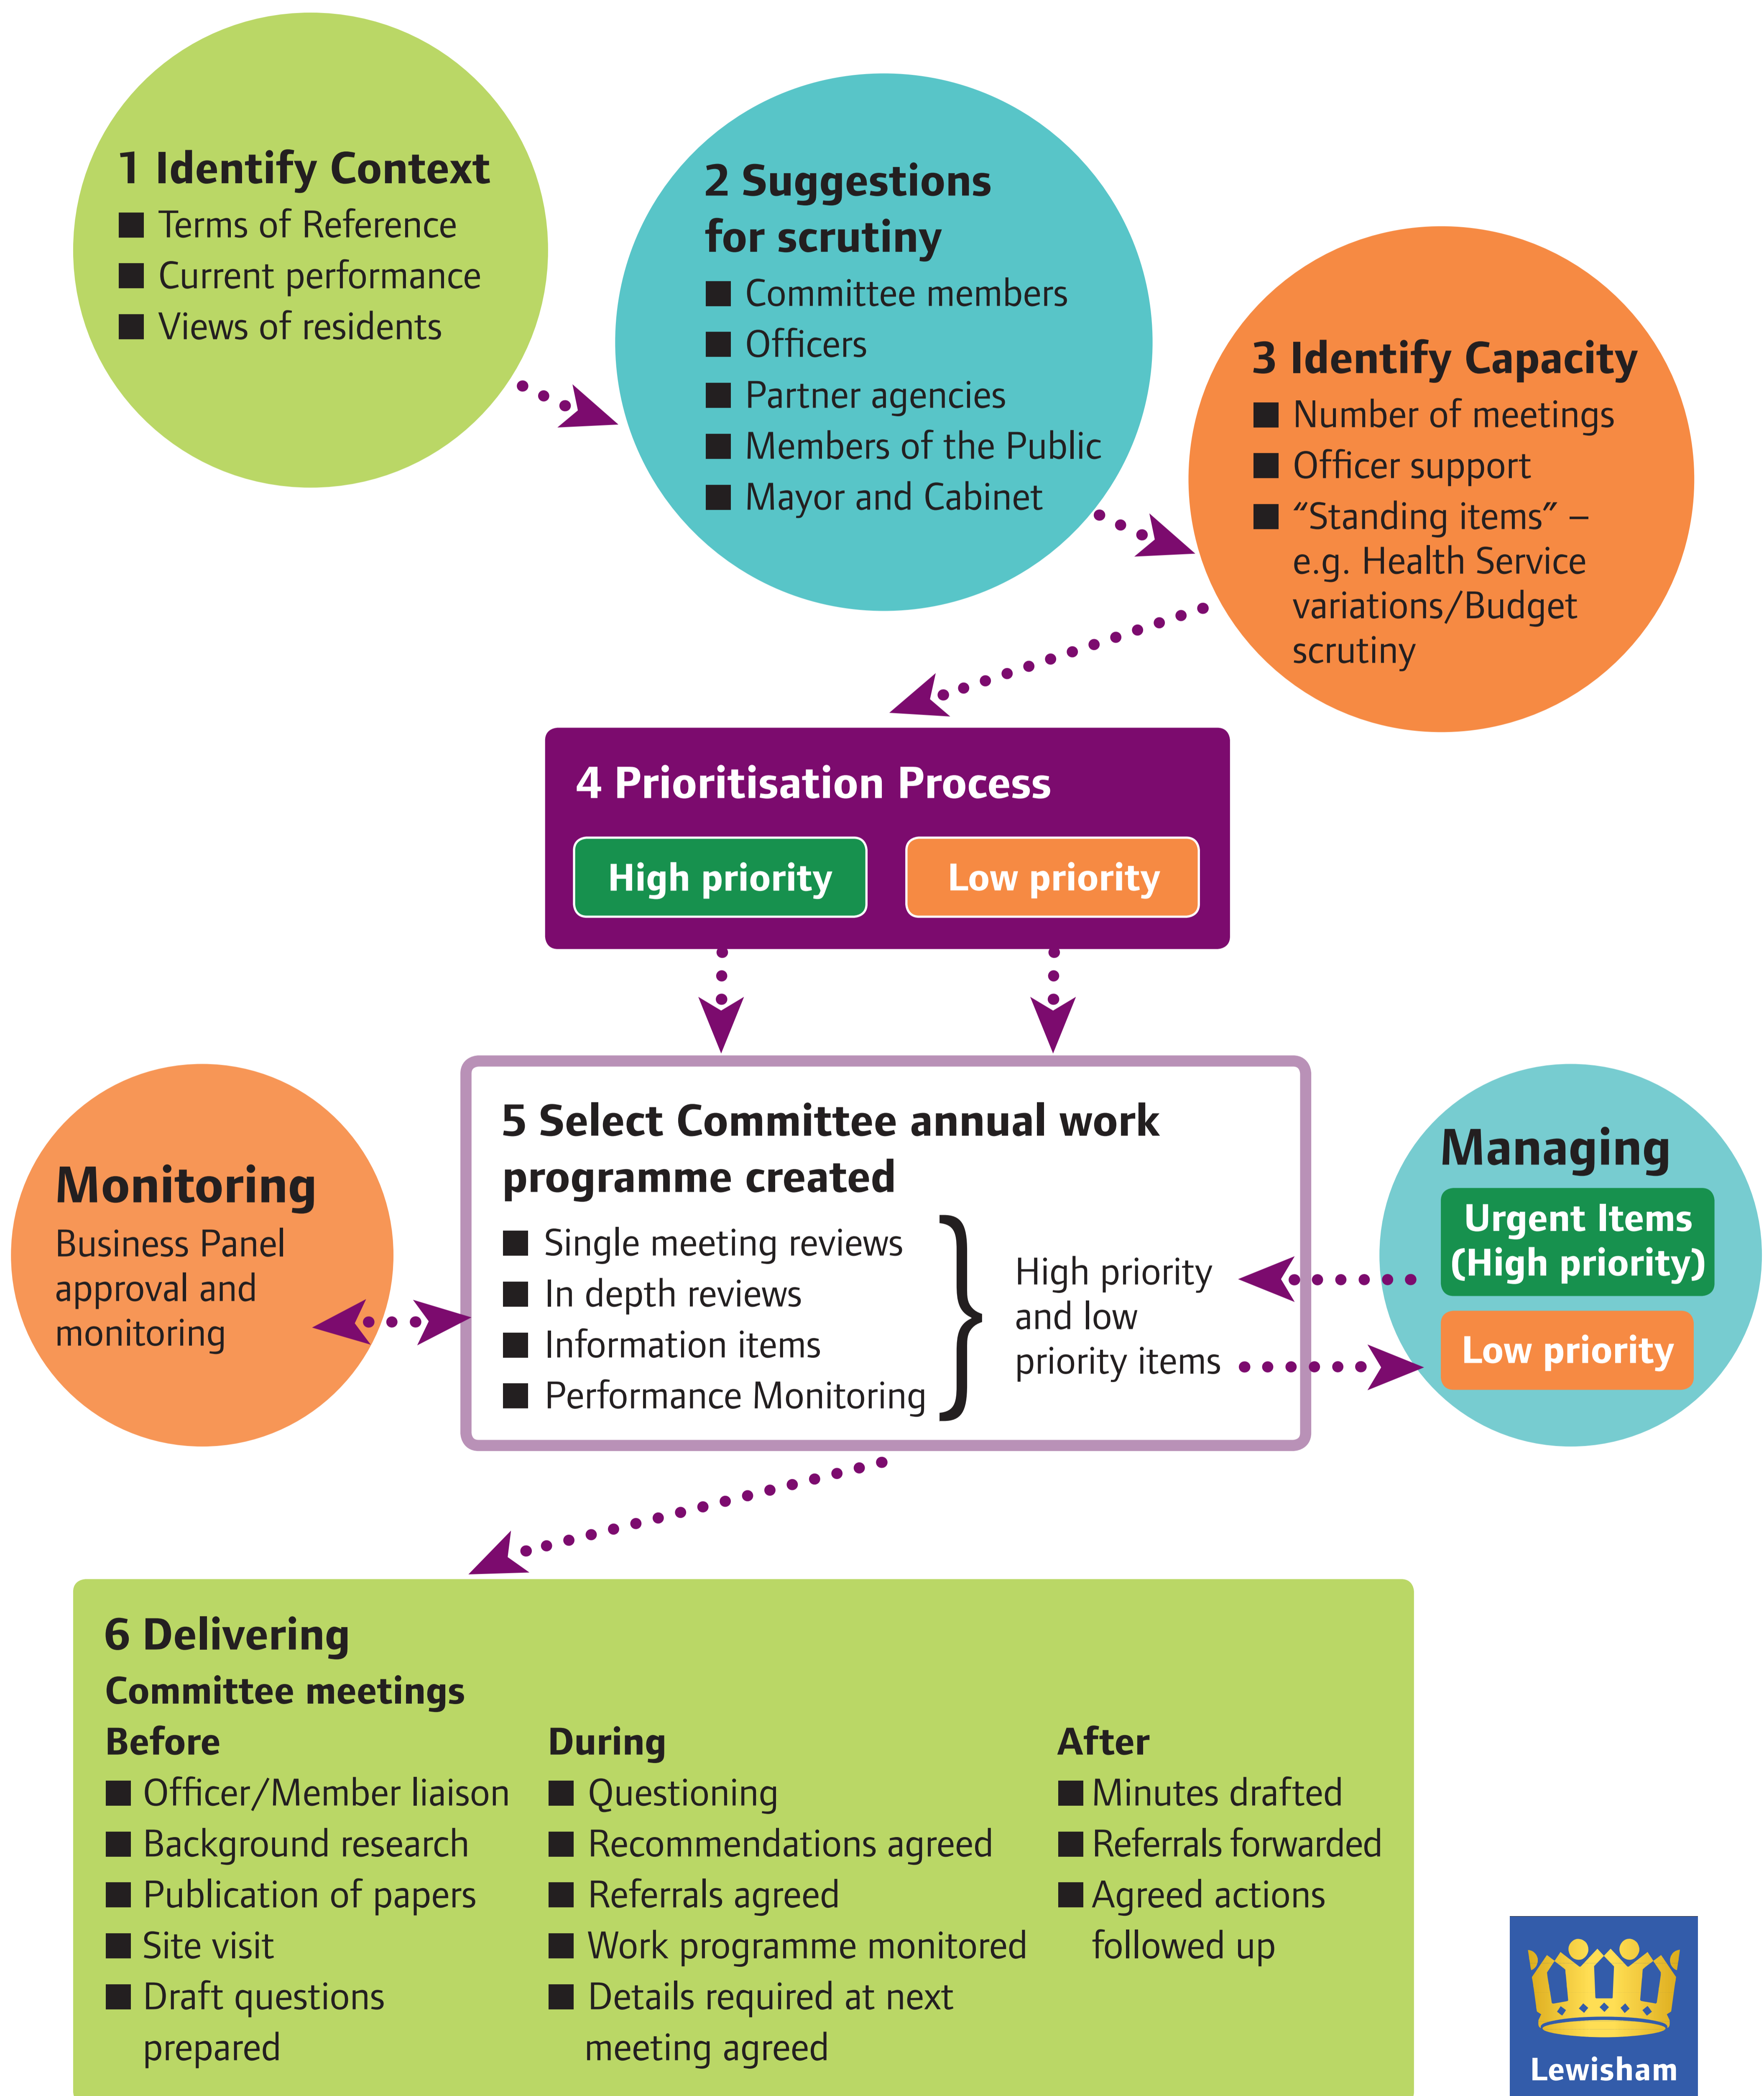 1 Identify Context
■ Terms of Reference
■ Current performance
■ Views of residents
2 Suggestions
for scrutiny
■ Committee members
■ Officers
■ Partner agencies
■ Members of the Public
■ Mayor and Cabinet
3 Identify Capacity
■ Number of meetings
■ Officer support
■ “Standing items” –
e.g. Health Service
variations/Budget
scrutiny
4 Prioritisation Process
High priority
Low priority
Monitoring
Business Panel
approval and
monitoring
5 Select Committee annual work
programme created
■ Single meeting reviews
■ In depth reviews
■ Information items
■ Performance Monitoring
High priority
and low
priority items
Managing
Urgent Items
(High priority)
Low priority
6 Delivering
Committee meetings
Before
■ Officer/Member liaison
■ Background research
■ Publication of papers
■ Site visit
■ Draft questions
prepared
During
■ Questioning
■ Recommendations agreed
■ Referrals agreed
■ Work programme monitored
■ Details required at next
meeting agreed
After
■ Minutes drafted
■ Referrals forwarded
■ Agreed actions
followed up
Lewisham